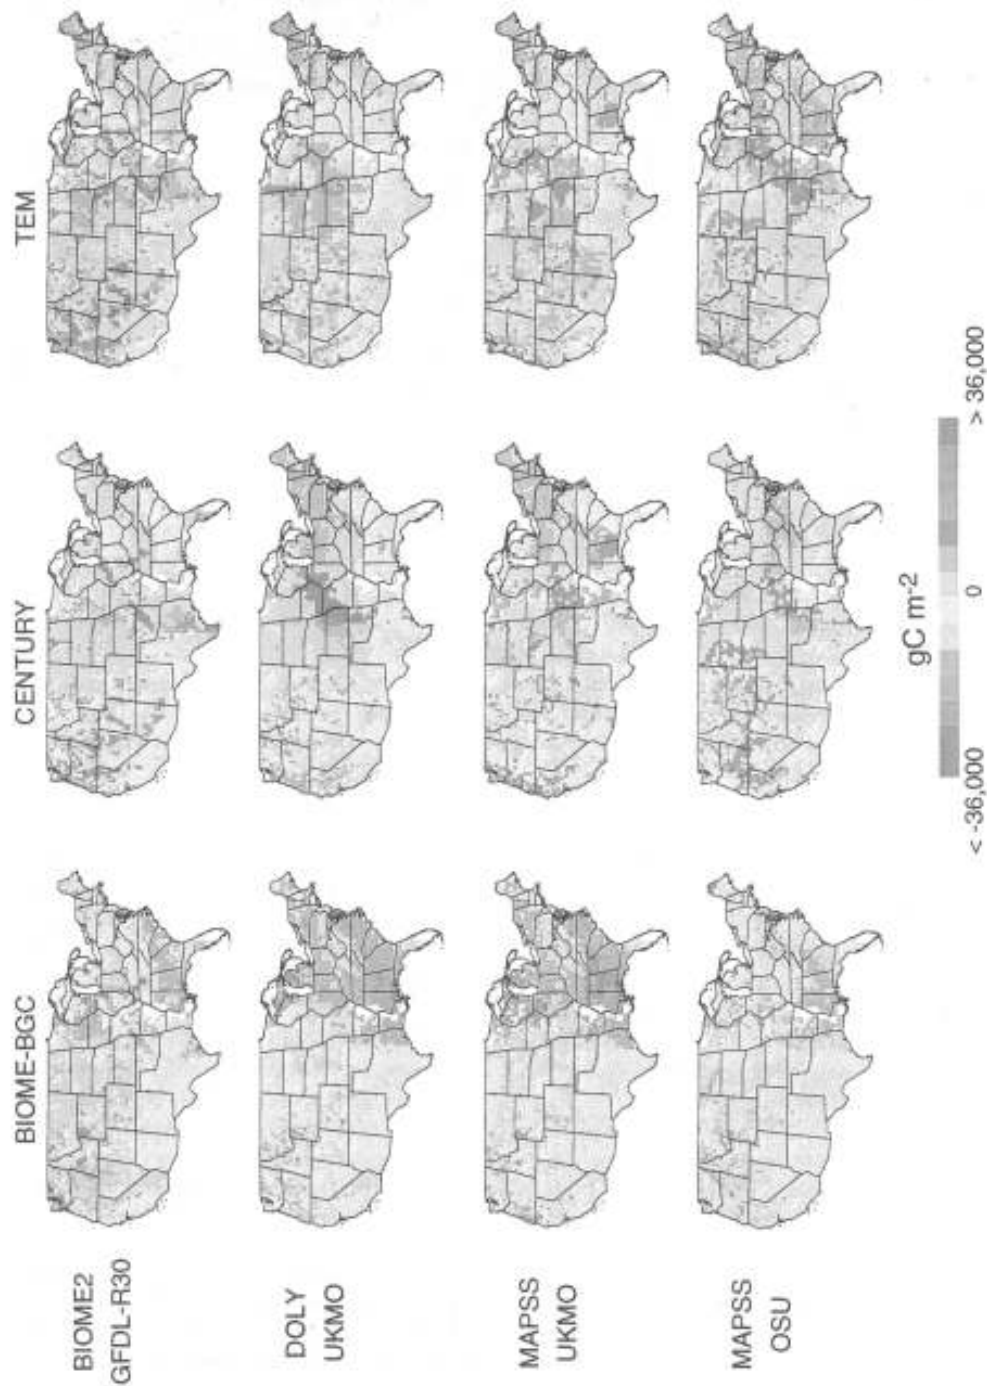 BIOME-BGC
CENTURY
TEM
BIOME2
GFDL-R30
DOLY
UKMO
MAPSS
UKMO
MAPSS
OSU
gC m-2
< -36,000
0
> 36,000